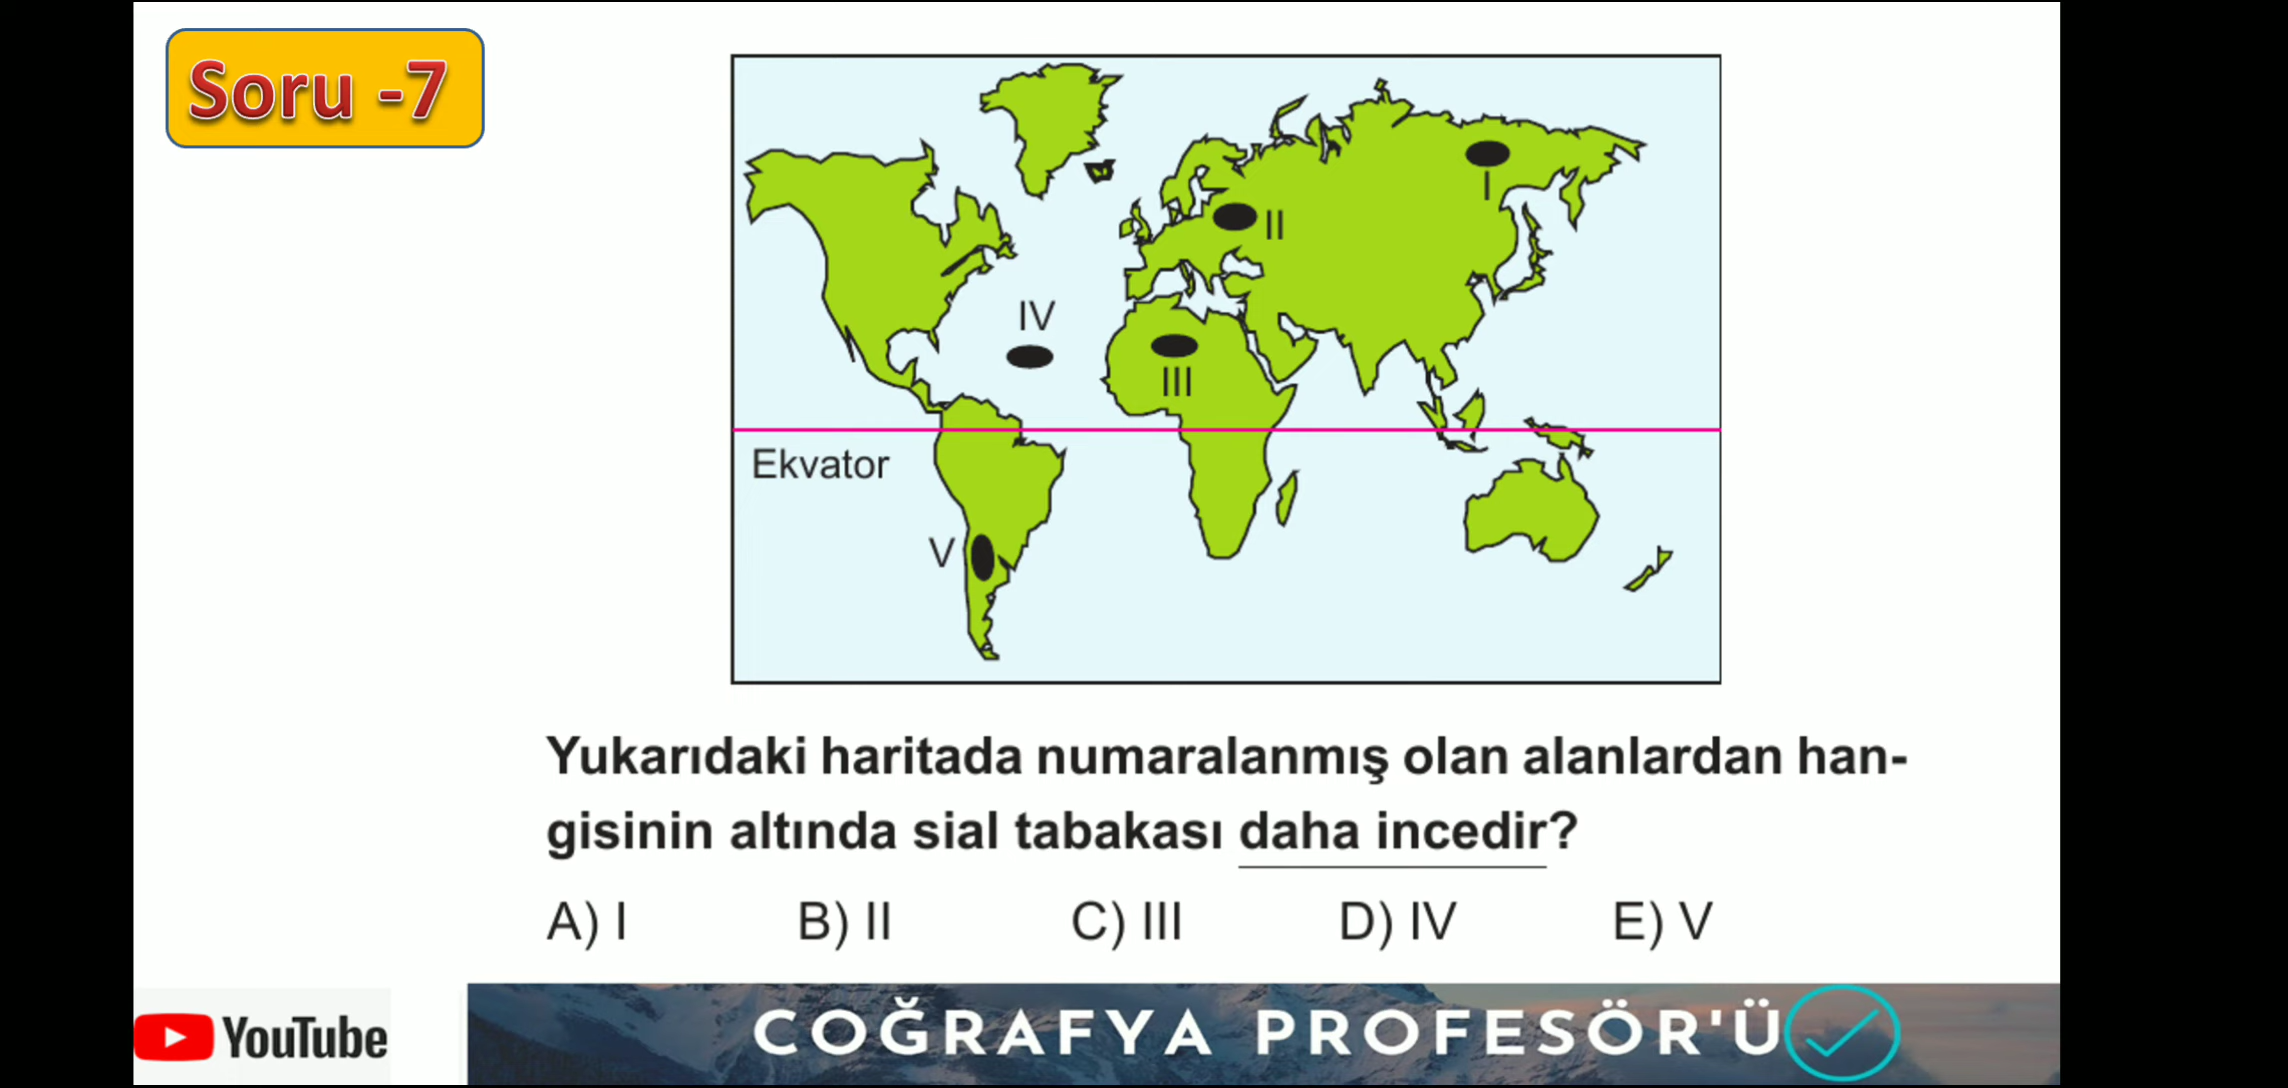 Soru -7
I
II
IV
III
Ekvator
V
Yukarıdaki haritada numaralanmış olan alanlardan han-
gisinin altında sial tabakası daha incedir?
A) I B) II C) III D) IV E) V
YouTube
COĞRAFYA PROFESÖR'Ü